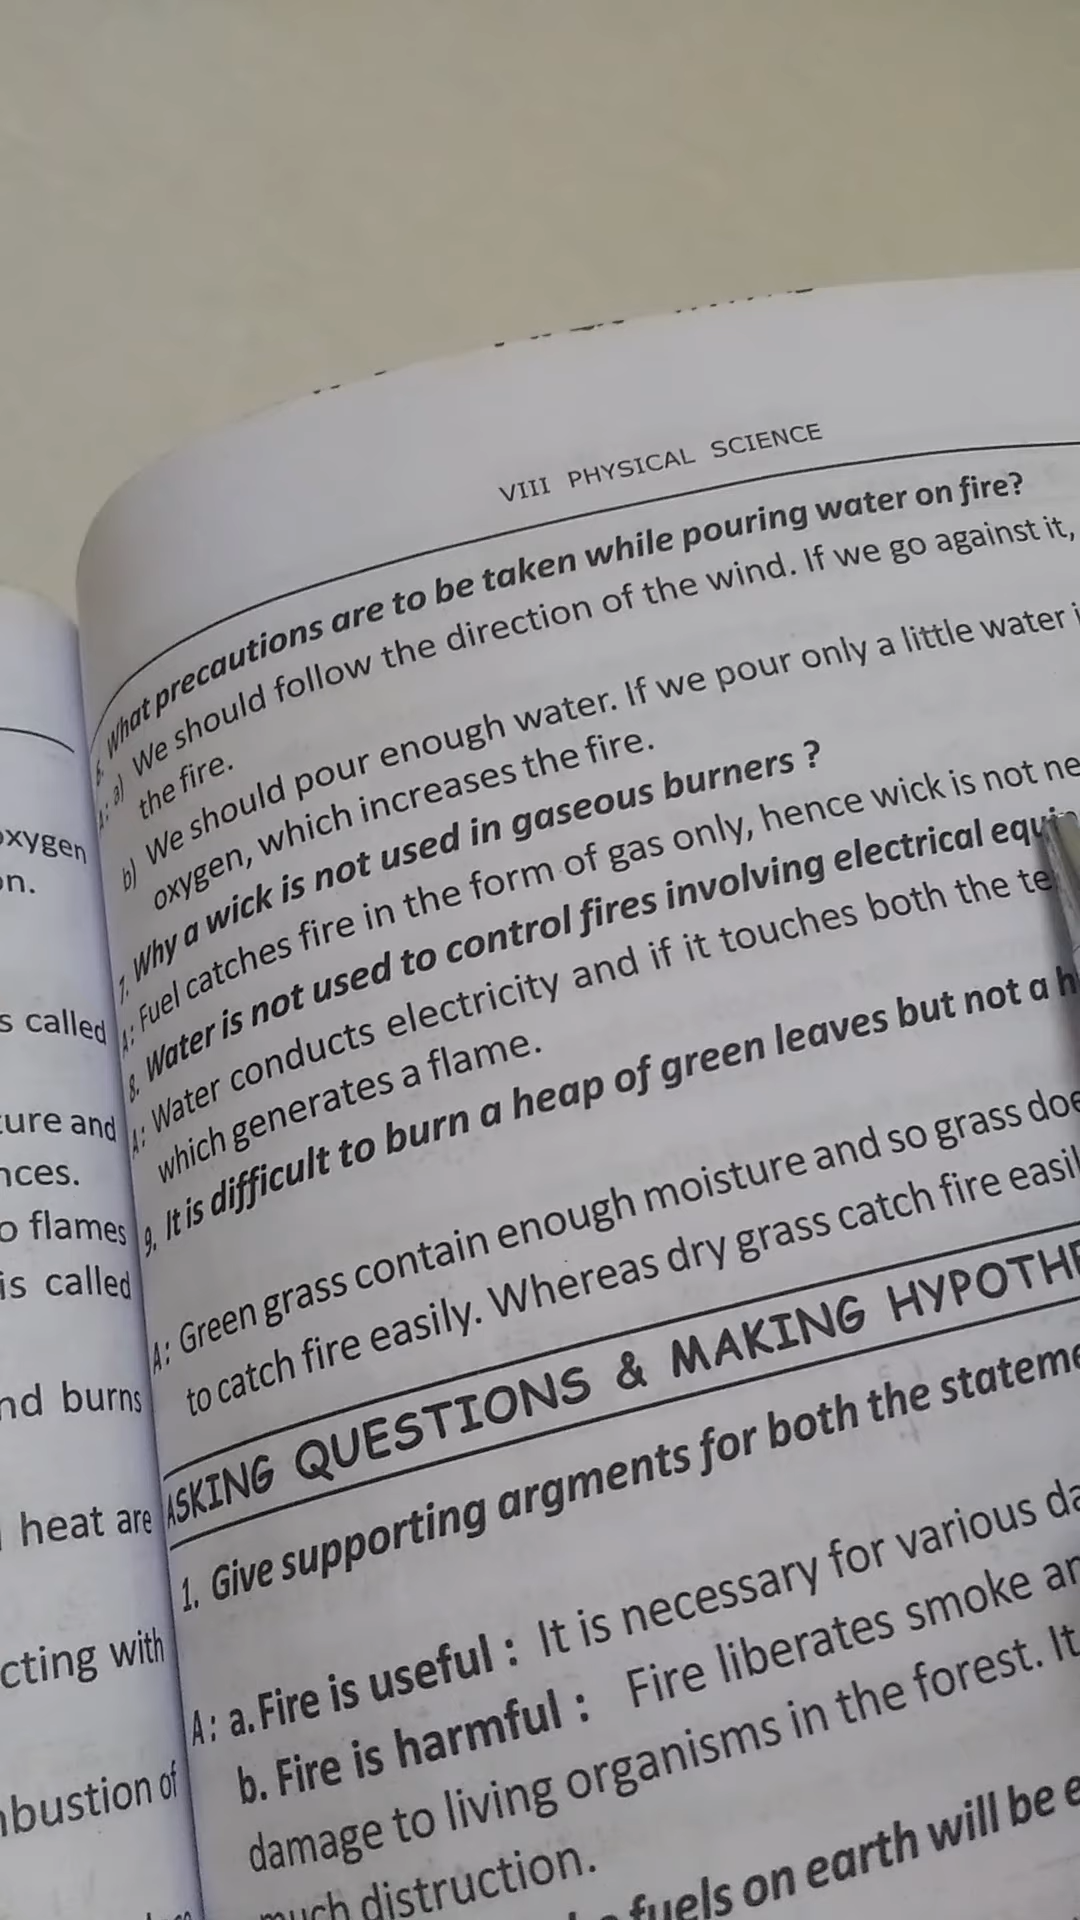 VIII PHYSICAL SCIENCE
6. What precautions are to be taken while pouring water on fire?
A: a) We should follow the direction of the wind. If we go against it,
the fire.
b) We should pour enough water. If we pour only a little water
oxygen, which increases the fire.
7. Why a wick is not used in gaseous burners ?
A: Fuel catches fire in the form of gas only, hence wick is not ne
8. Water is not used to control fires involving electrical equi
A: Water conducts electricity and if it touches both the te
which generates a flame.
9. It is difficult to burn a heap of green leaves but not a h
A: Green grass contain enough moisture and so grass doe
to catch fire easily. Whereas dry grass catch fire easil
ASKING QUESTIONS & MAKING HYPOTHE
1. Give supporting argments for both the stateme
A: a. Fire is useful : It is necessary for various da
b. Fire is harmful : Fire liberates smoke an
damage to living organisms in the forest. It
much distruction.
fuels on earth will be e
oxygen
on.
s called
ture and
nces.
o flames
is called
nd burns
heat are
cting with
mbustion of